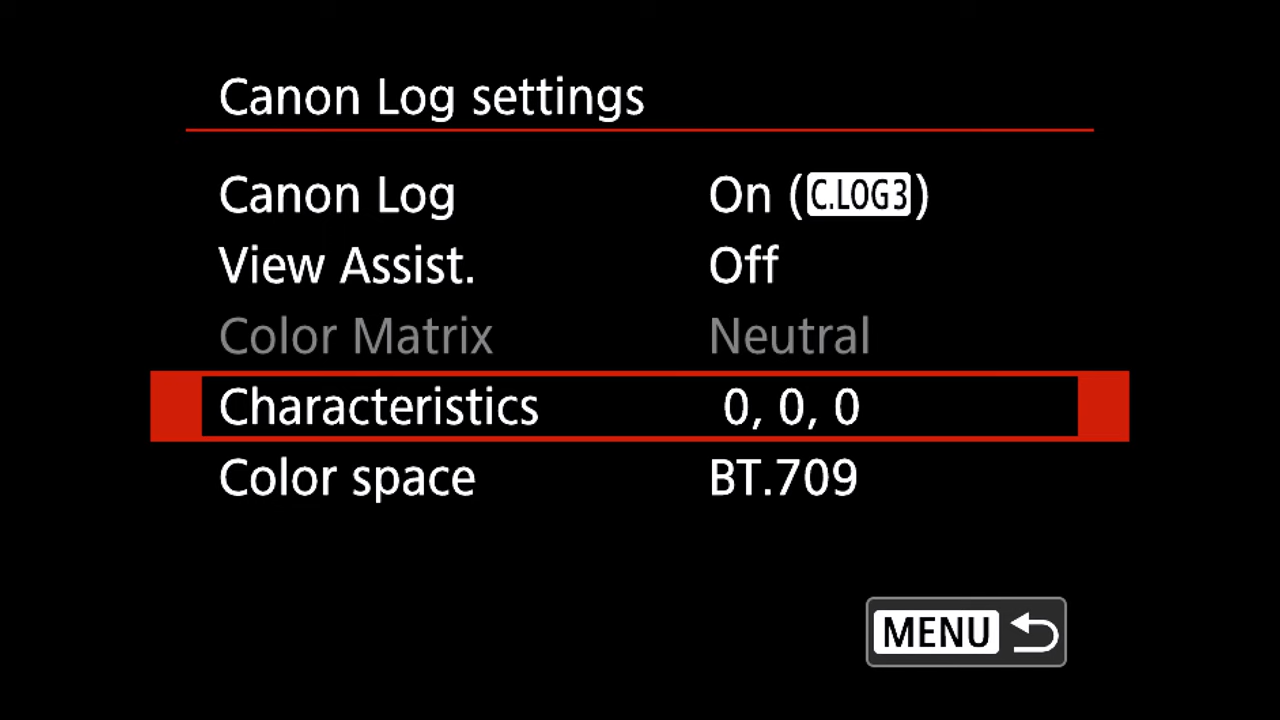 Canon Log settings
Canon Log On (C.LOG3)
View Assist. Off
Color Matrix Neutral
Characteristics 0, 0, 0
Color space BT.709
MENU